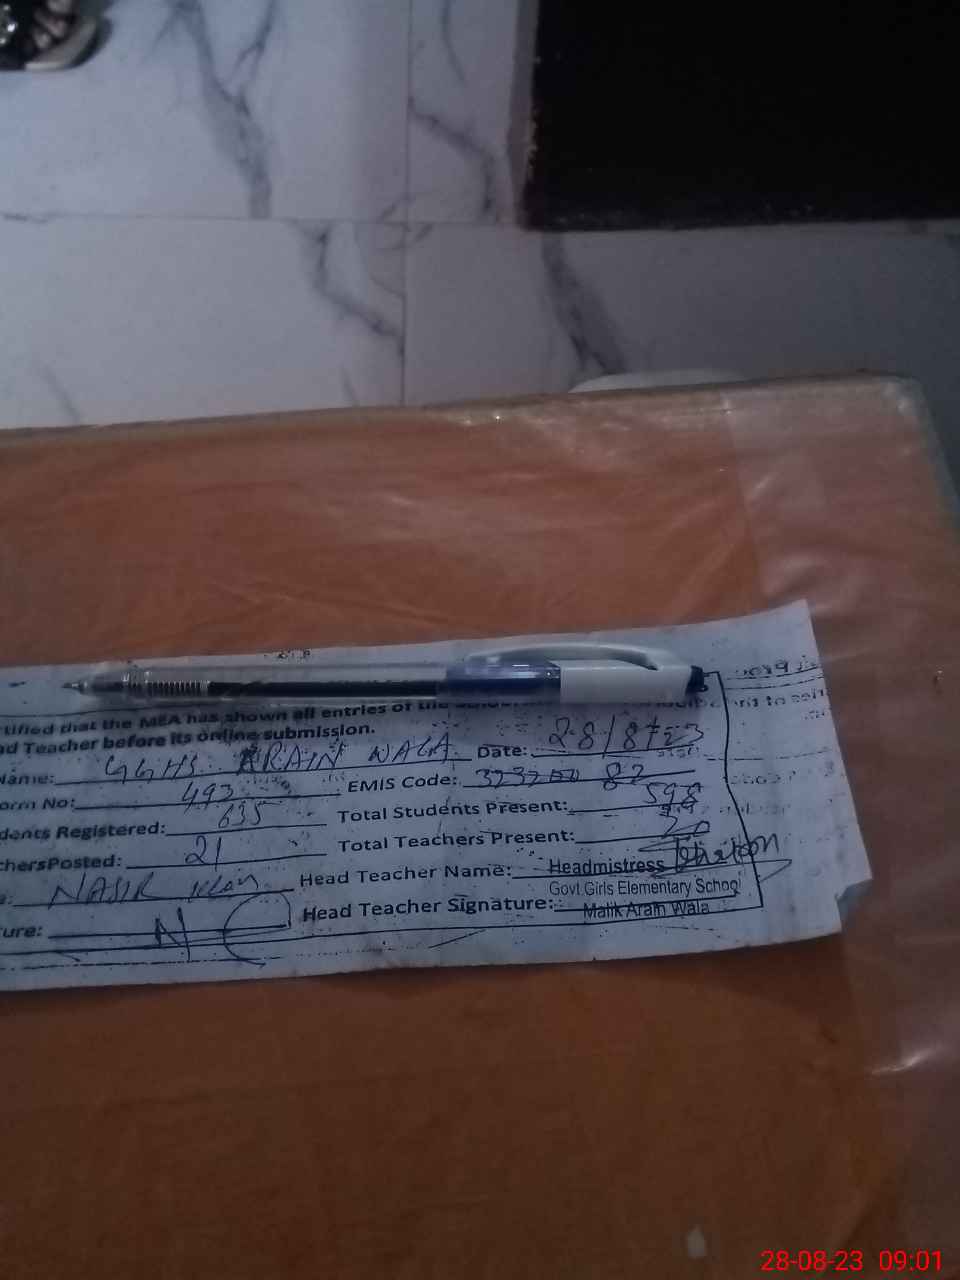 rtified that the MEA has shown all entries of the
ad Teacher before its online submission.
Name: GGHS ARAIN WALA Date: 28/8/23
orm No: 493 EMIS Code: 82
dents Registered: 635 Total Students Present: 598
chersPosted: 21 Total Teachers Present: 20
NASIR Khan Head Teacher Name: Headmistress
Govt.Girls Elementary School
ure: N Head Teacher Signature: Malik Arain Wala
28-08-23 09:01